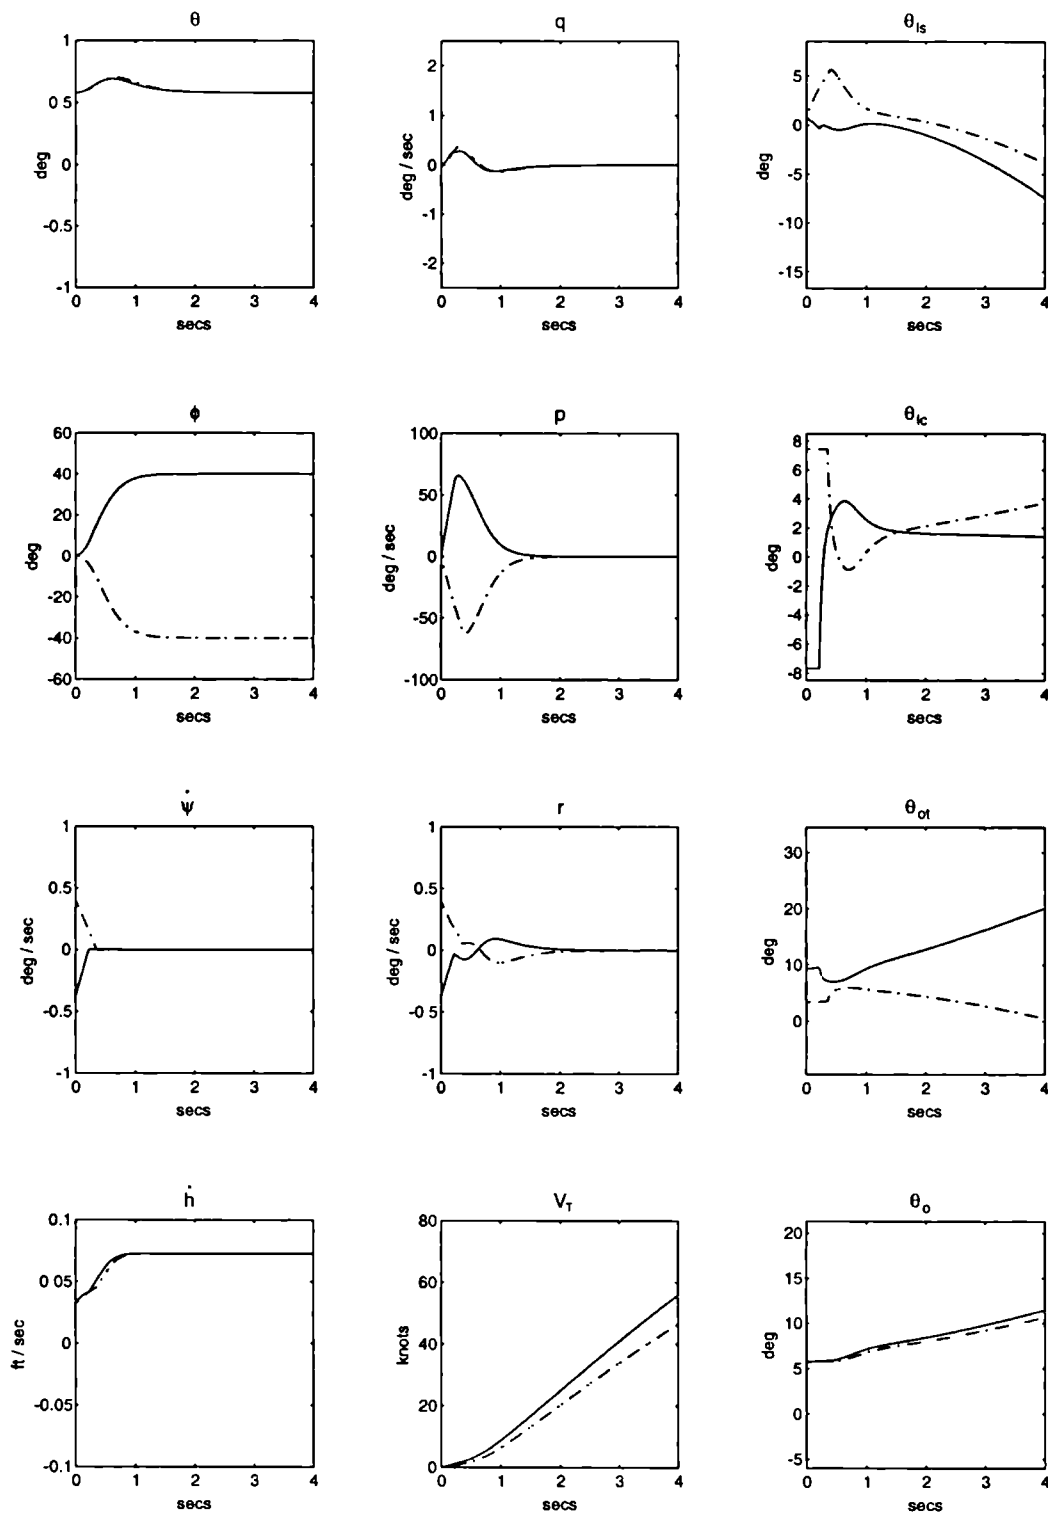 θ
1
0 5
0
-0.5
-1
deg
0 1 2 3 4
secs
q
2
1
0
-1
-2
deg / sec
0 1 2 3 4
secs
θls
5
0
-5
-10
-15
deg
0 1 2 3 4
secs
ϕ
60
40
20
0
-20
-40
-60
deg
0 1 2 3 4
secs
p
100
50
0
-50
-100
deg / sec
0 1 2 3 4
secs
θlc
8
6
4
2
0
-2
-4
-6
-8
deg
0 1 2 3 4
secs
ψ̇
1
0.5
0
-0.5
-1
deg / sec
0 1 2 3 4
secs
r
1
0.5
0
-0.5
-1
deg / sec
0 1 2 3 4
secs
θot
30
20
10
0
deg
0 1 2 3 4
secs
ḣ
0.1
0 05
0
-0.05
-0.1
ft / sec
0 1 2 3 4
secs
VT
80
60
40
20
0
knots
0 1 2 3 4
secs
θo
20
15
10
5
0
-5
deg
0 1 2 3 4
secs